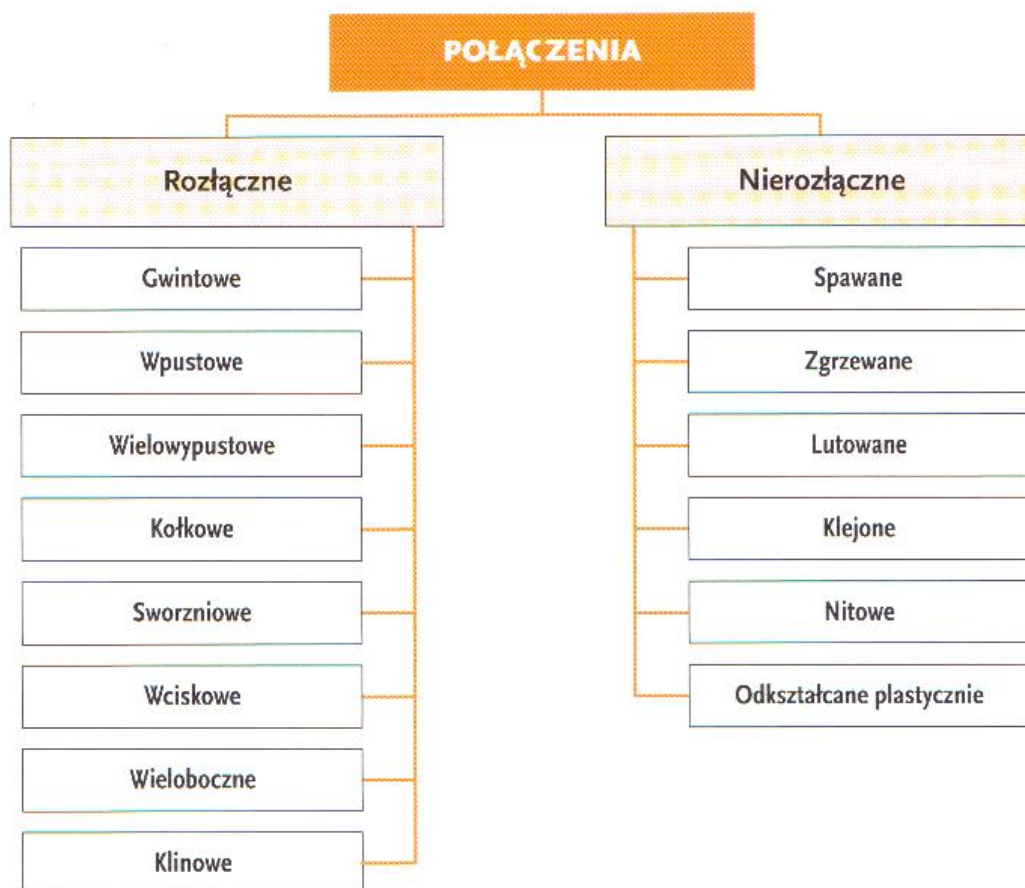 POŁĄCZENIA
Rozłączne
Gwintowe
Wpustowe
Wielowypustowe
Kołkowe
Sworzniowe
Wciskowe
Wieloboczne
Klinowe
Nierozłączne
Spawane
Zgrzewane
Lutowane
Klejone
Nitowe
Odkształcane plastycznie